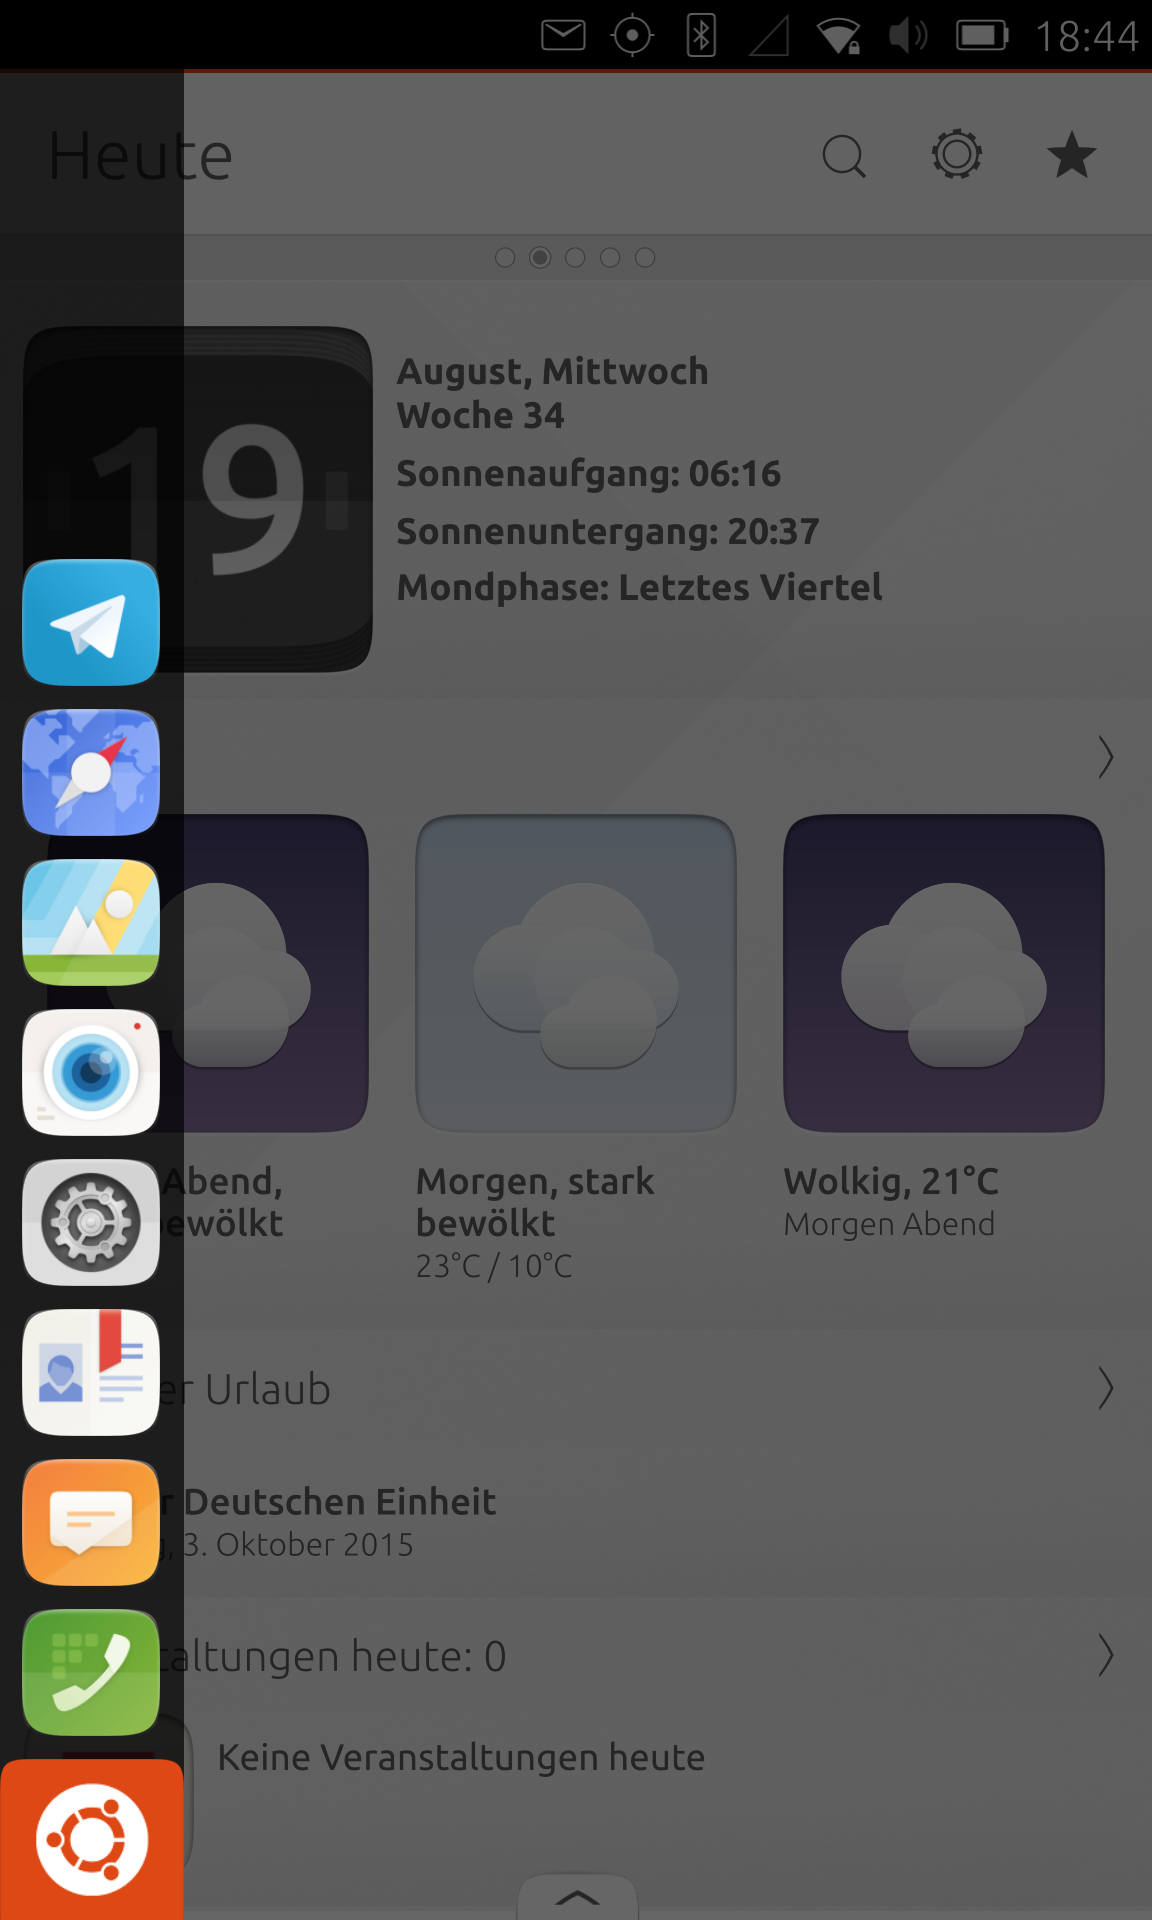 18:44
Heute
19
August, Mittwoch
Woche 34
Sonnenaufgang: 06:16
Sonnenuntergang: 20:37
Mondphase: Letztes Viertel
Abend,
ewölkt
Morgen, stark
bewölkt
23°C / 10°C
Wolkig, 21°C
Morgen Abend
er Urlaub
r Deutschen Einheit
g, 3. Oktober 2015
taltungen heute: 0
Keine Veranstaltungen heute